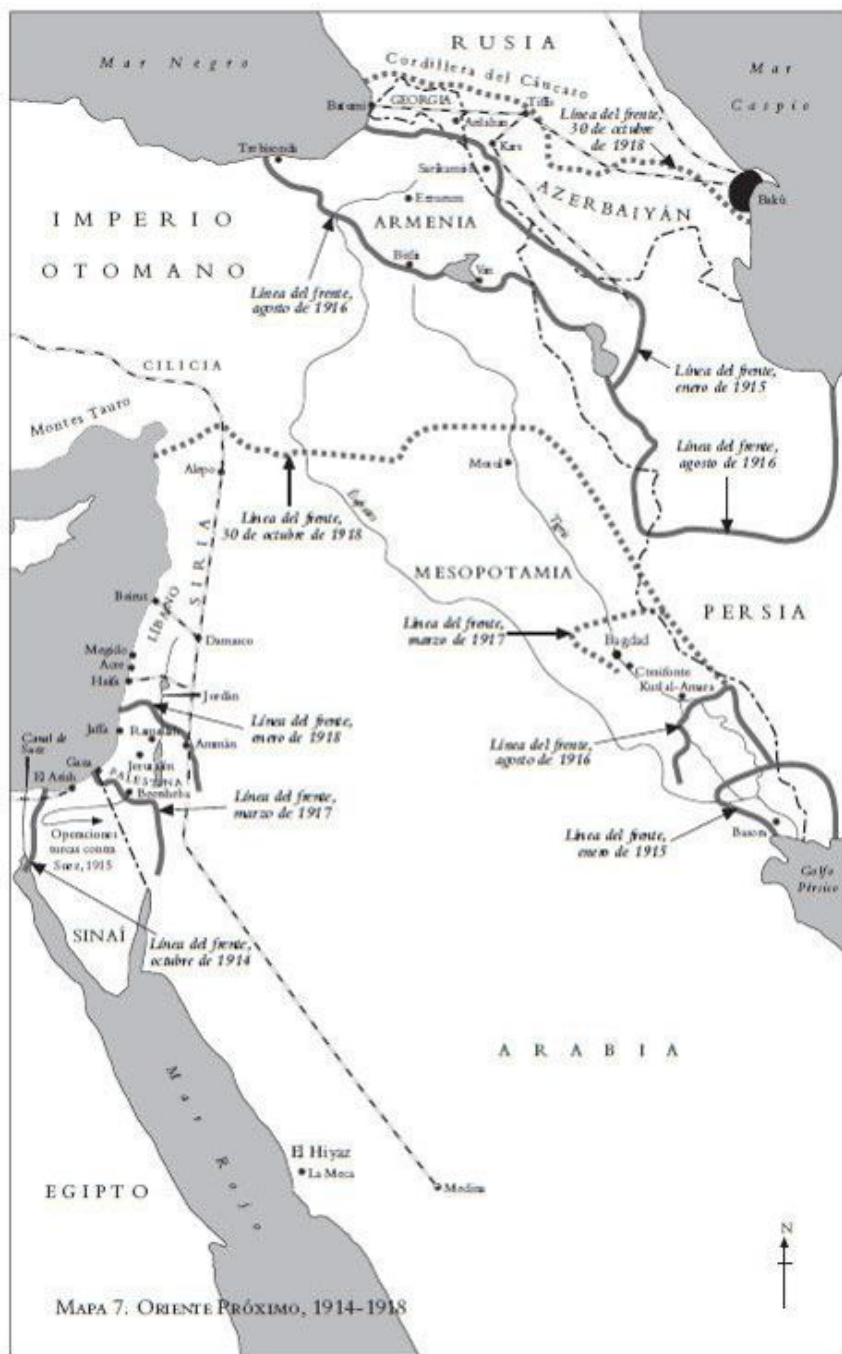 RUSIA
Mar Negro
Cordillera del Cáucaso
Mar
Caspio
Batumi
GEORGIA
Tiflis
Ardahan
Línea del frente,
30 de octubre
de 1918
Kars
Trebisonda
Sarikamish
AZERBAIYÁN
Bakú
Erzurum
IMPERIO
OTOMANO
ARMENIA
Bitlis
Van
Línea del frente,
agosto de 1916
Línea del frente,
enero de 1915
CILICIA
Montes Tauro
Línea del frente,
agosto de 1916
Alepo
Mosul
Éufrates
Tigris
Línea del frente,
30 de octubre de 1918
SIRIA
MESOPOTAMIA
Beirut
LÍBANO
PERSIA
Línea del frente,
marzo de 1917
Damasco
Bagdad
Megido
Acre
Haifa
Ctesifonte
Kut al-Amara
Jordán
Línea del frente,
enero de 1918
Canal de
Suez
Jaffa
Ramallah
Ammán
Línea del frente,
agosto de 1916
Jerusalén
Gaza
El Arish
PALESTINA
Beersheba
Línea del frente,
marzo de 1917
Operaciones
turcas contra
Suez, 1915
Línea del frente,
enero de 1915
Basora
Golfo
Pérsico
SINAÍ
Línea del frente,
octubre de 1914
ARABIA
Mar Rojo
El Hiyaz
La Meca
Medina
EGIPTO
N
MAPA 7. ORIENTE PRÓXIMO, 1914-1918